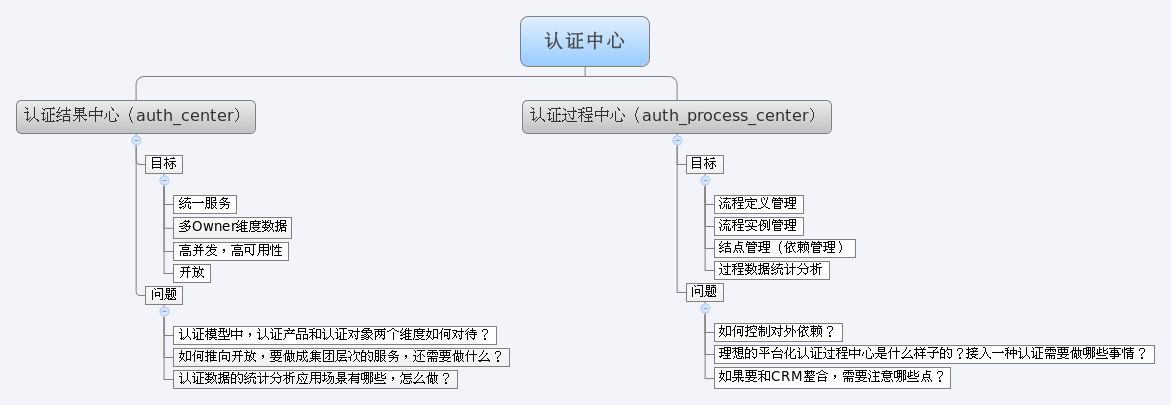 认证中心
认证结果中心（auth_center）
目标
统一服务
多Owner维度数据
高并发，高可用性
开放
问题
认证模型中，认证产品和认证对象两个维度如何对待？
如何推向开放，要做成集团层次的服务，还需要做什么？
认证数据的统计分析应用场景有哪些，怎么做？
认证过程中心（auth_process_center）
目标
流程定义管理
流程实例管理
结点管理（依赖管理）
过程数据统计分析
问题
如何控制对外依赖？
理想的平台化认证过程中心是什么样子的？接入一种认证需要做哪些事情？
如果要和CRM整合，需要注意哪些点？